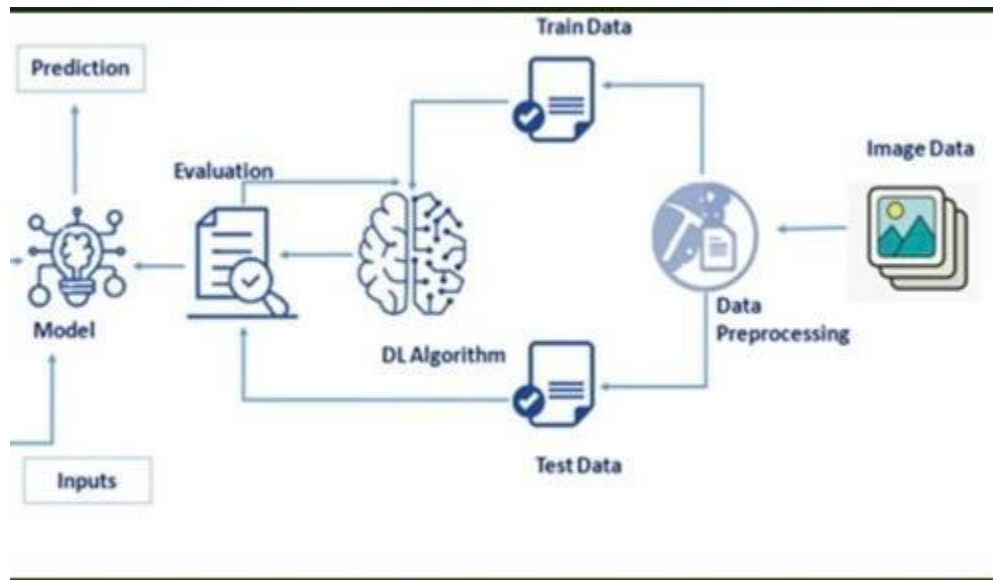 Train Data
Prediction
Image Data
Evaluation
Data
Preprocessing
Model
DL Algorithm
Test Data
Inputs